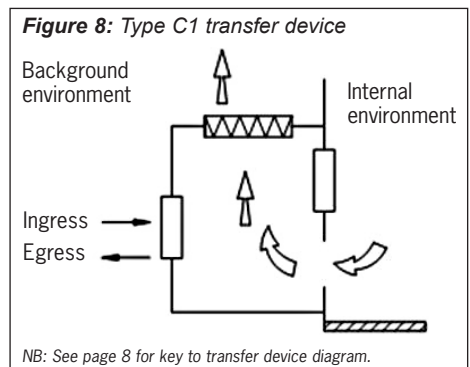 Figure 8: Type C1 transfer device
Background
environment
Internal
environment
Ingress
Egress
NB: See page 8 for key to transfer device diagram.